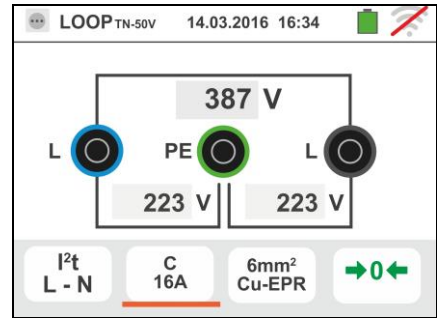 LOOP TN-50V 14.03.2016 16:34
387 V
L PE L
223 V 223 V
I²t C 6mm² →0←
L - N 16A Cu-EPR